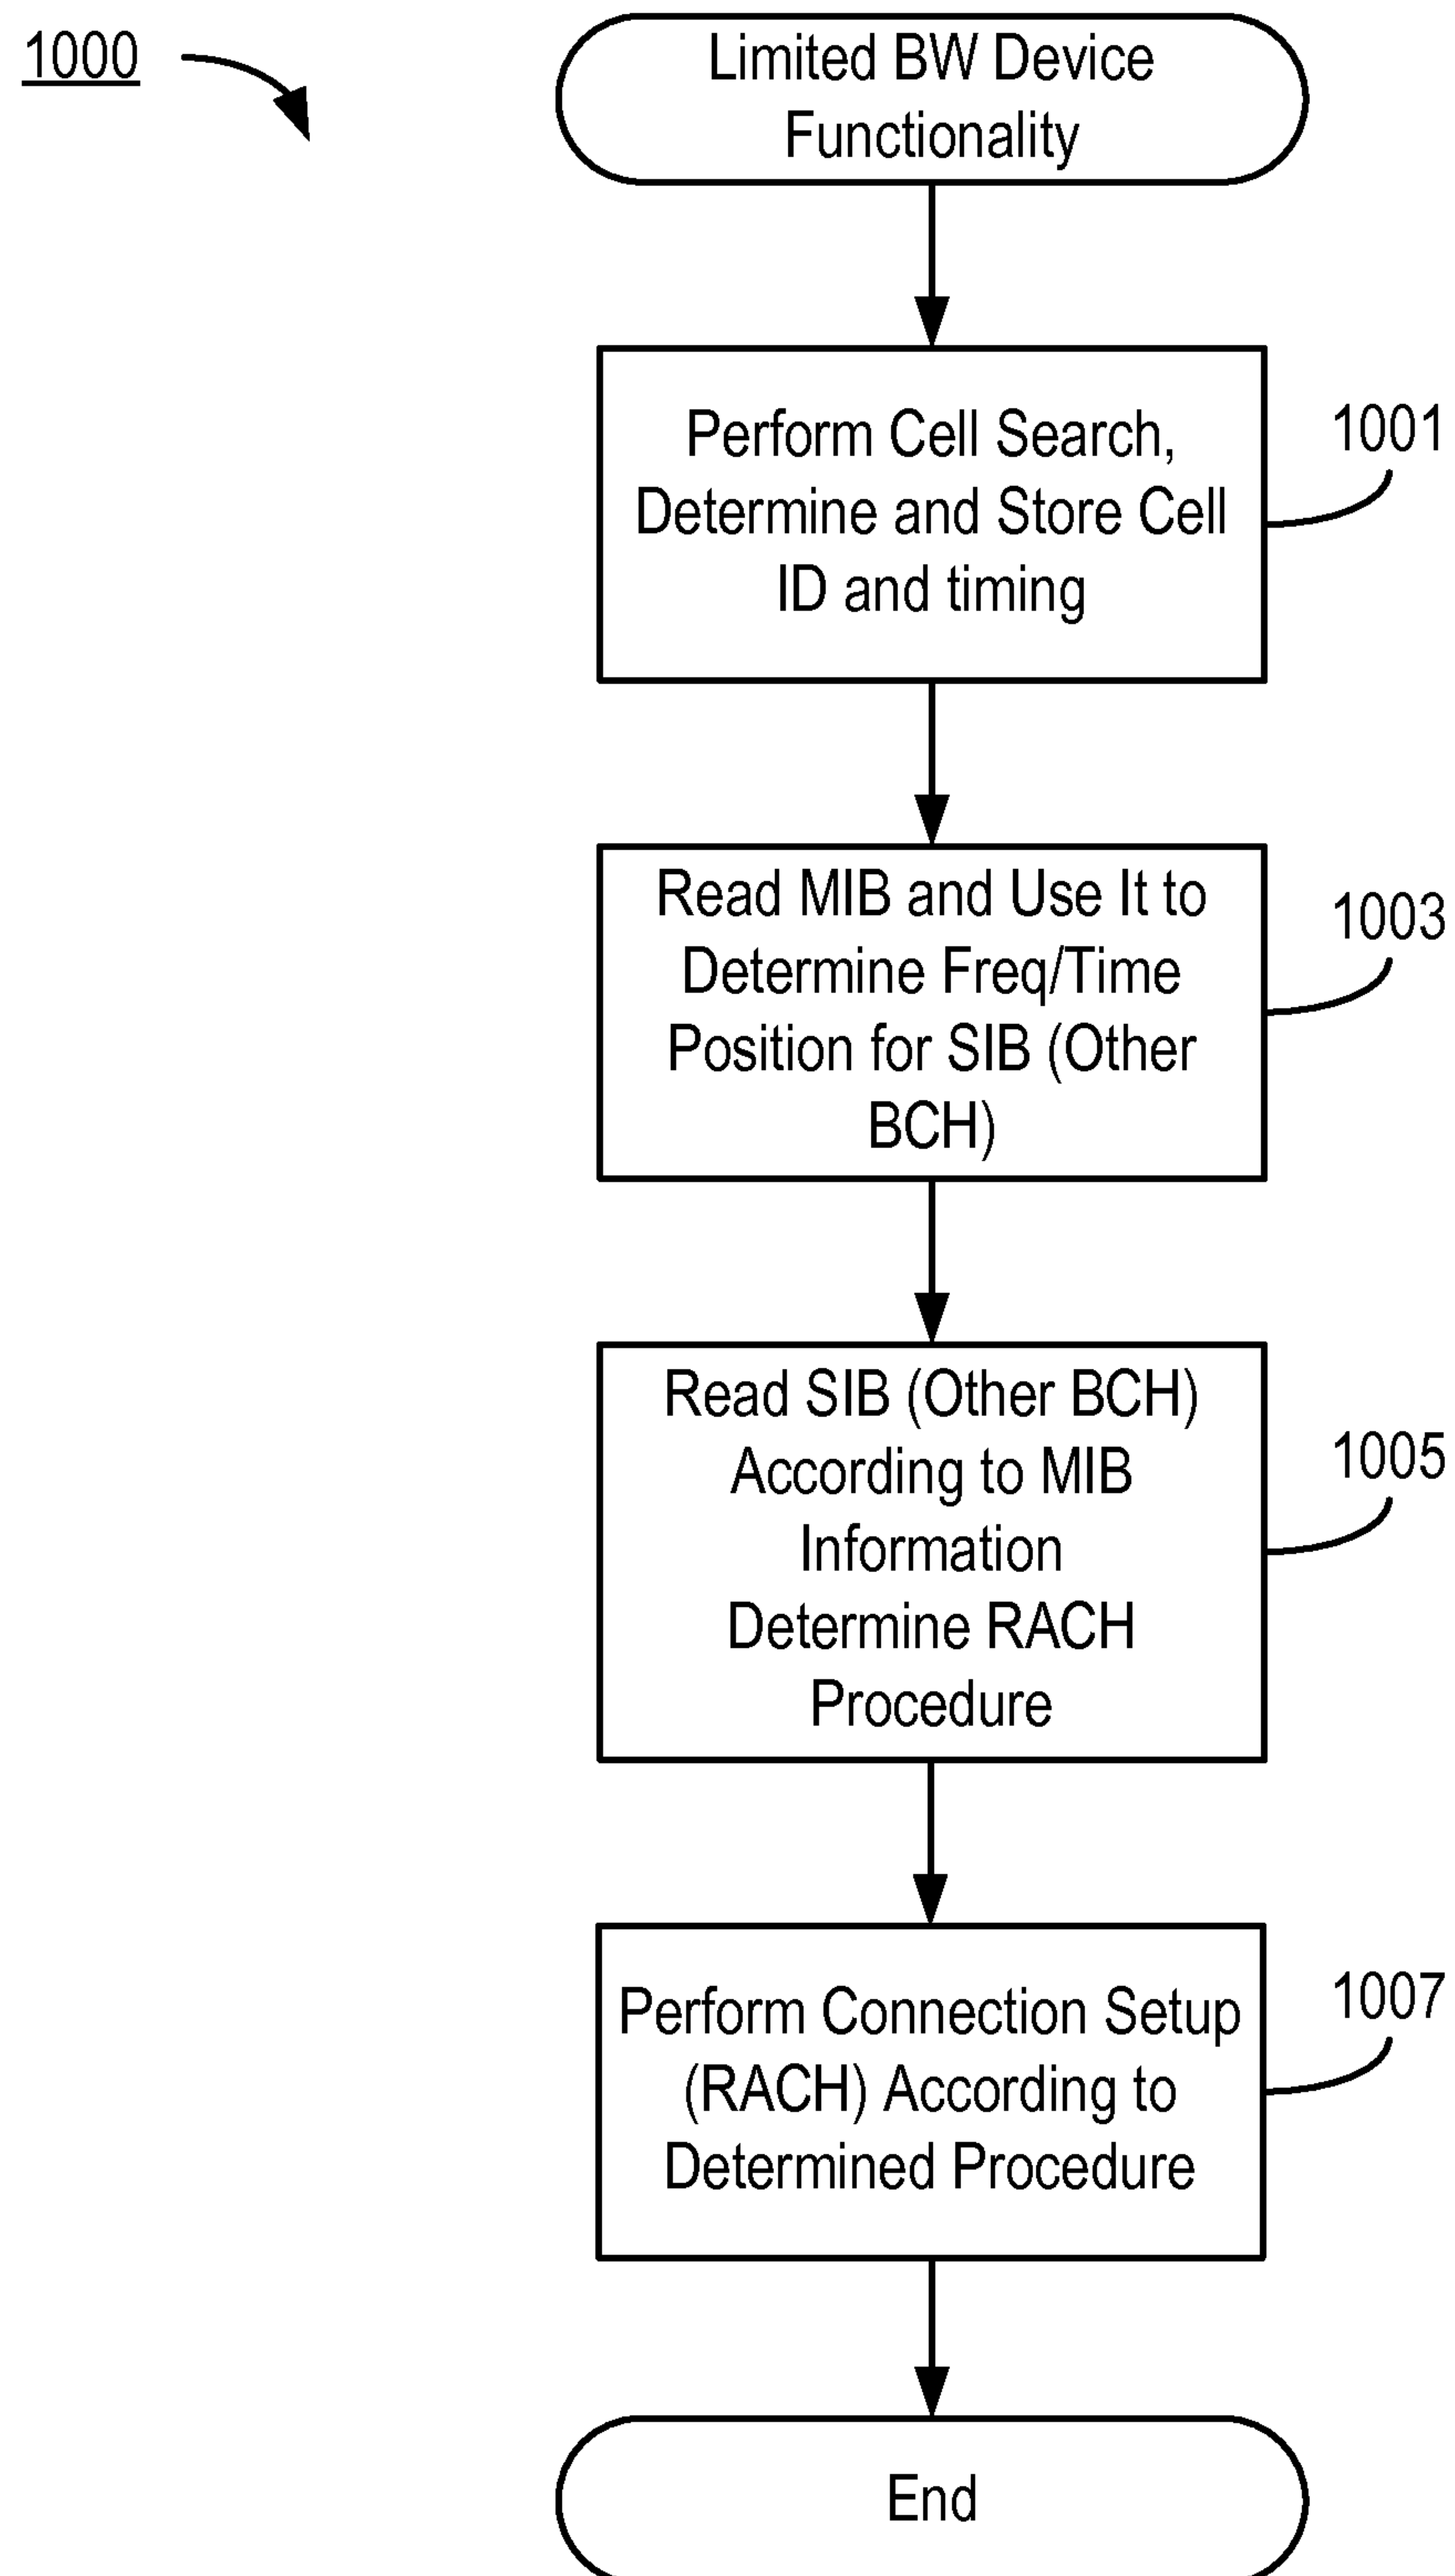 1000
Limited BW Device
Functionality
Perform Cell Search,
Determine and Store Cell
ID and timing
1001
Read MIB and Use It to
Determine Freq/Time
Position for SIB (Other
BCH)
1003
Read SIB (Other BCH)
According to MIB
Information
Determine RACH
Procedure
1005
Perform Connection Setup
(RACH) According to
Determined Procedure
1007
End